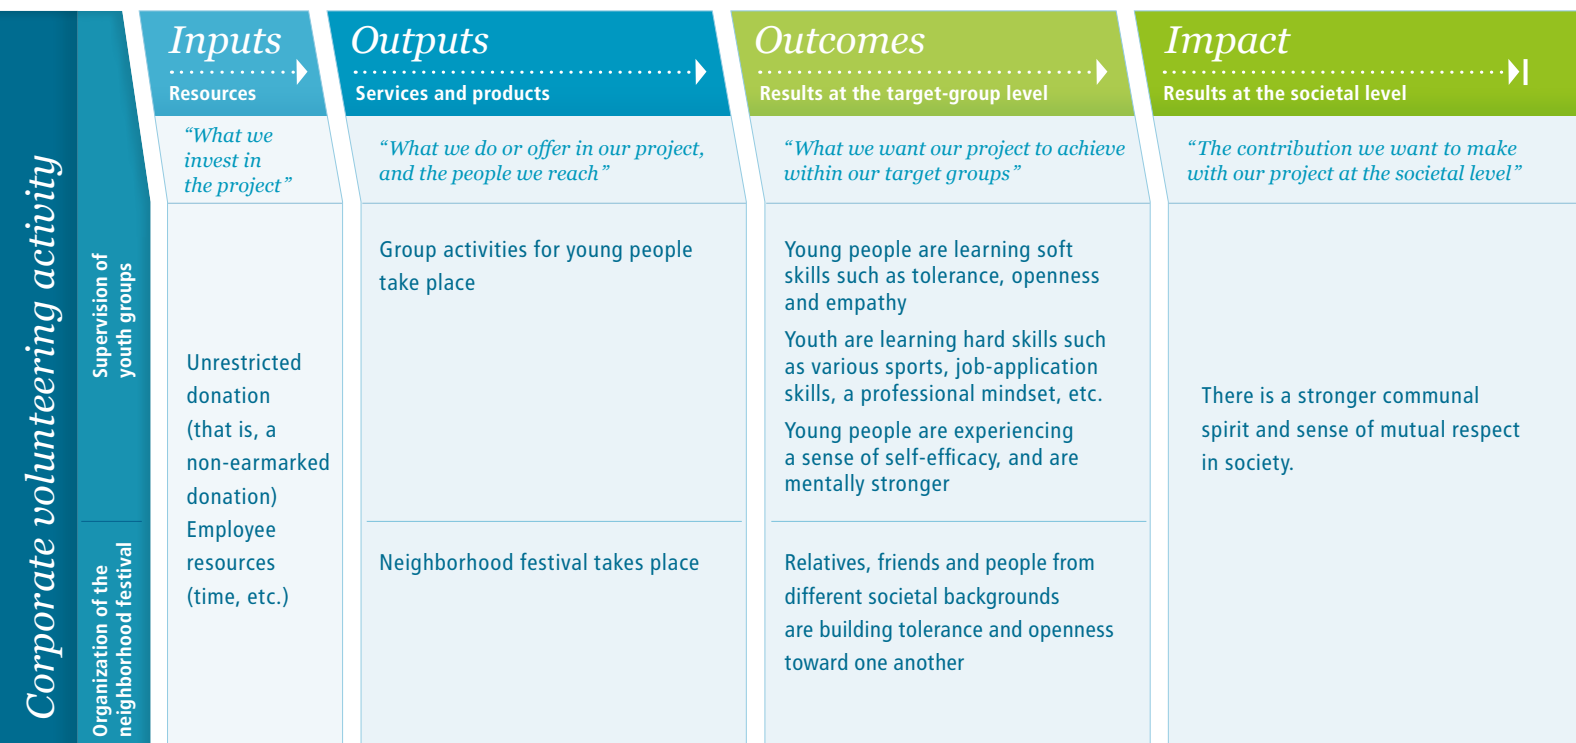 Corporate volunteering activity
Supervision of
youth groups
Organization of the
neighborhood festival
Inputs
Resources
“What we
invest in
the project”
Unrestricted
donation
(that is, a
non-earmarked
donation)
Employee
resources
(time, etc.)
Outputs
Services and products
“What we do or offer in our project,
and the people we reach”
Group activities for young people
take place
Neighborhood festival takes place
Outcomes
Results at the target-group level
“What we want our project to achieve
within our target groups”
Young people are learning soft
skills such as tolerance, openness
and empathy
Youth are learning hard skills such
as various sports, job-application
skills, a professional mindset, etc.
Young people are experiencing
a sense of self-efficacy, and are
mentally stronger
Relatives, friends and people from
different societal backgrounds
are building tolerance and openness
toward one another
Impact
Results at the societal level
“The contribution we want to make
with our project at the societal level”
There is a stronger communal
spirit and sense of mutual respect
in society.